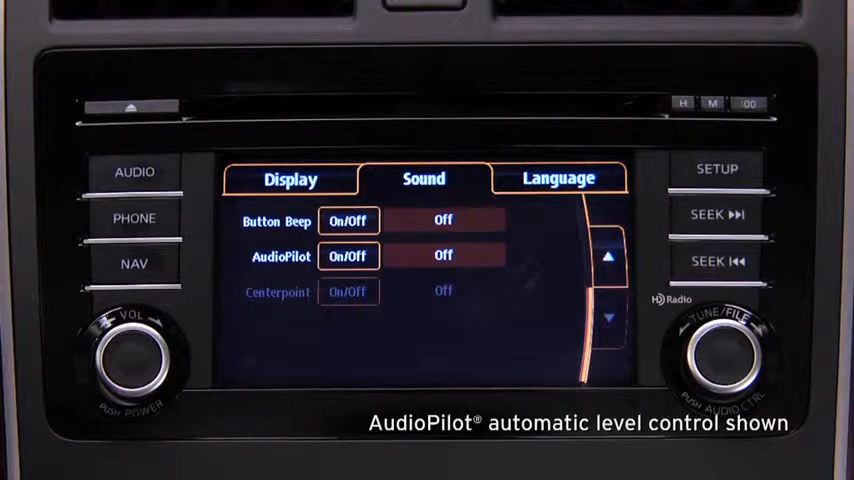 H M :00
AUDIO
SETUP
Display Sound Language
PHONE
SEEK
Button Beep On/Off Off
AudioPilot On/Off Off
NAV
SEEK
Centerpoint On/Off Off
HD Radio
VOL
TUNE/FILE
PUSH POWER
PUSH AUDIO CTRL
AudioPilot® automatic level control shown